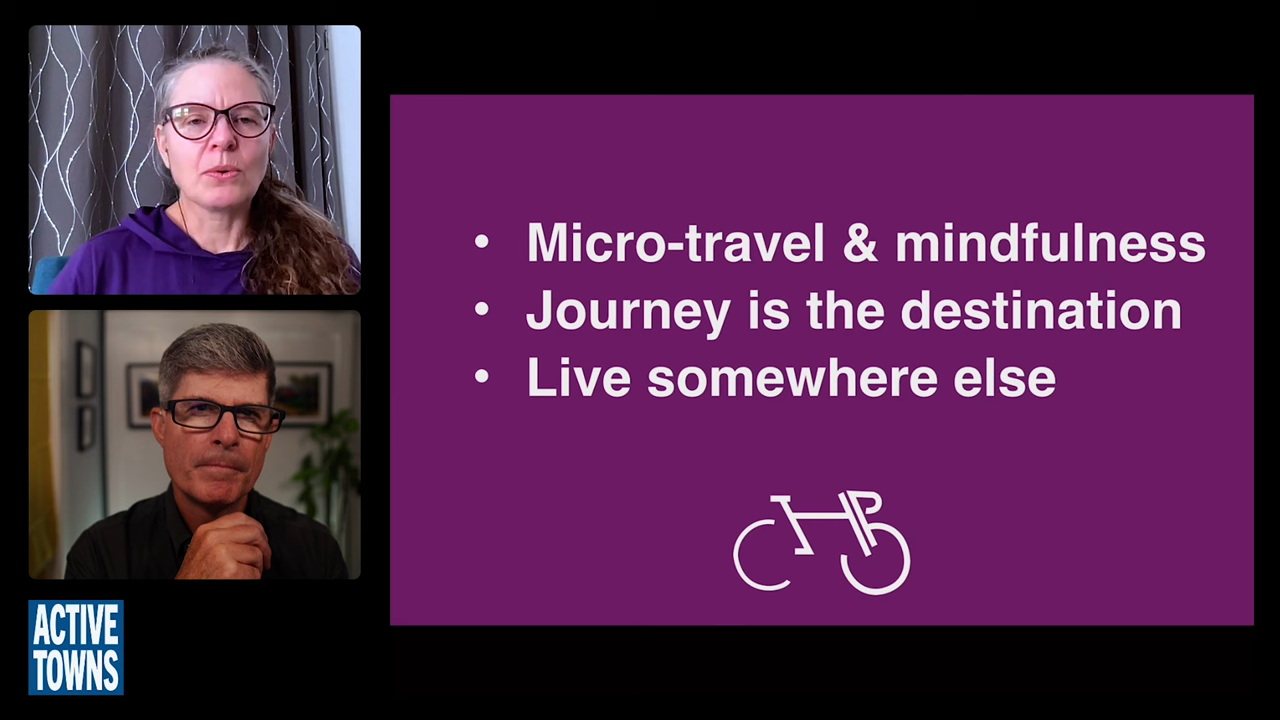 • Micro-travel & mindfulness
• Journey is the destination
• Live somewhere else
ACTIVE
TOWNS